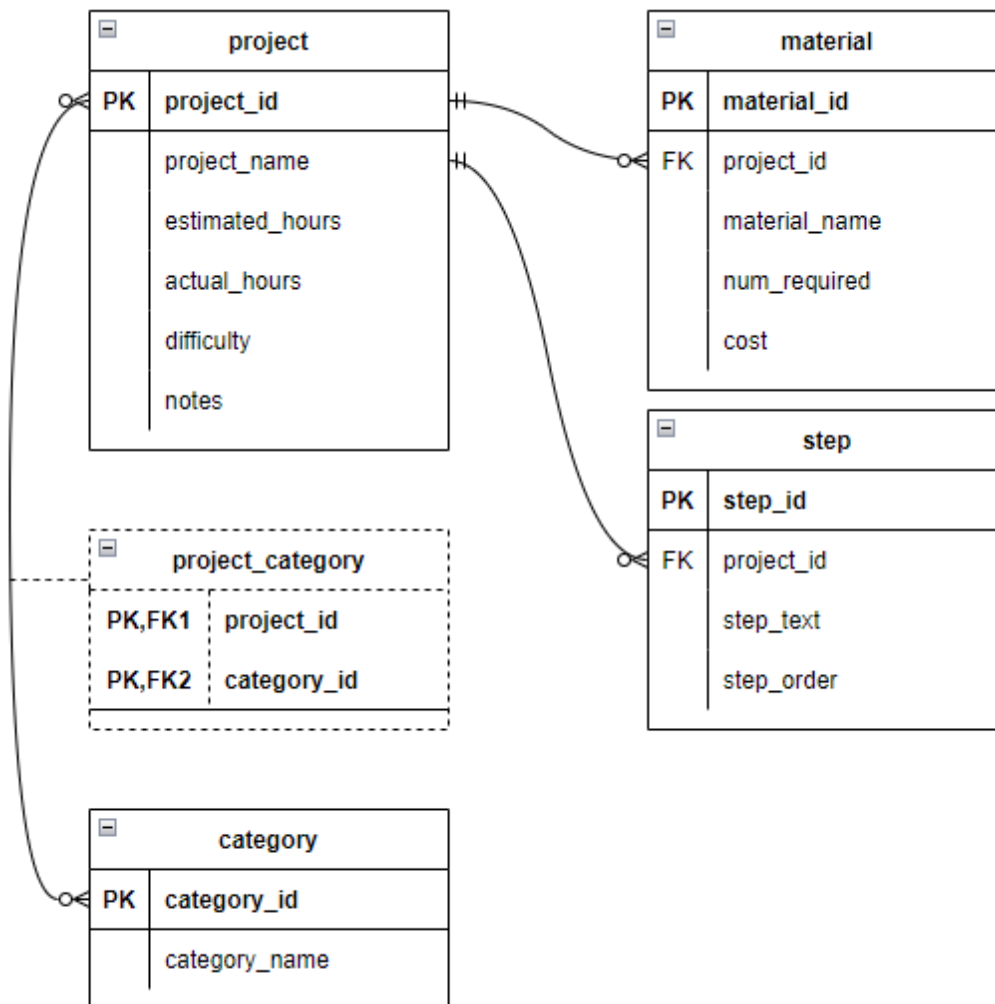 project
PK project_id
project_name
estimated_hours
actual_hours
difficulty
notes
material
PK material_id
FK project_id
material_name
num_required
cost
step
PK step_id
FK project_id
step_text
step_order
project_category
PK,FK1 project_id
PK,FK2 category_id
category
PK category_id
category_name